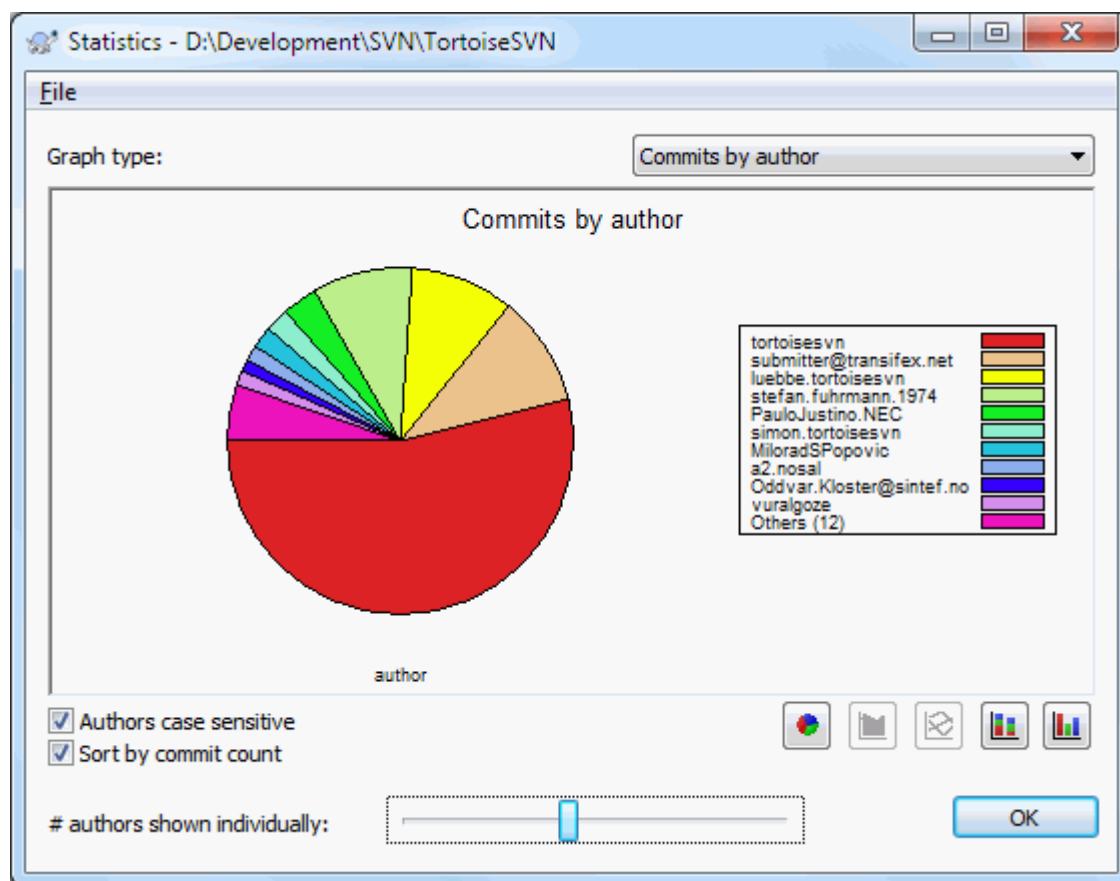 Statistics - D:\Development\SVN\TortoiseSVN
File
Graph type:
Commits by author
Commits by author
tortoisesvn
submitter@transifex.net
luebbe.tortoisesvn
stefan.fuhrmann.1974
PauloJustino.NEC
simon.tortoisesvn
MiloradSPopovic
a2.nosal
Oddvar.Kloster@sintef.no
vuralgoze
Others (12)
author
Authors case sensitive
Sort by commit count
# authors shown individually:
OK